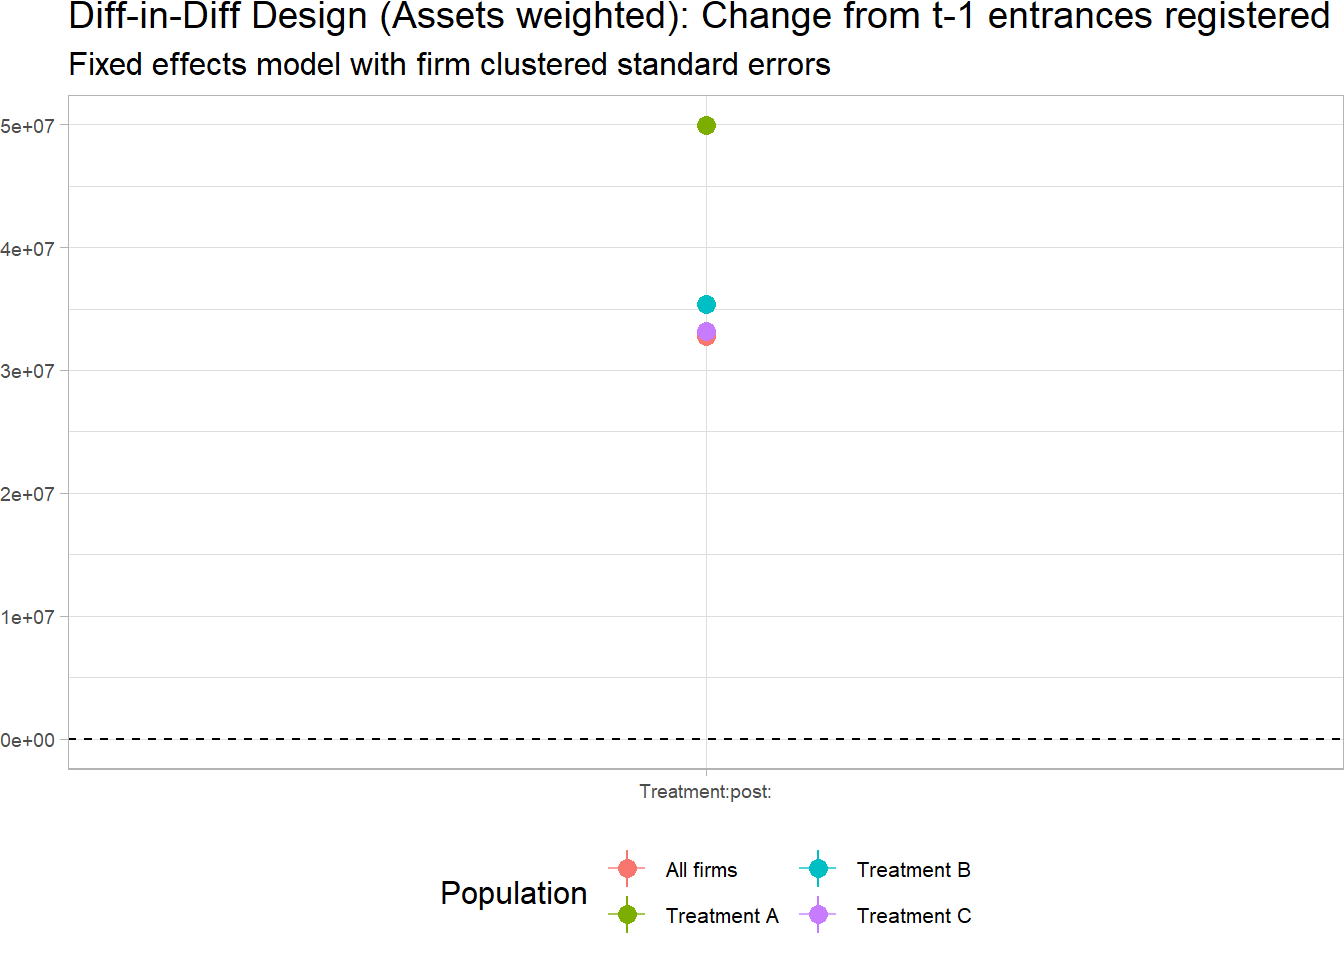 Diff-in-Diff Design (Assets weighted): Change from t-1 entrances registered
Fixed effects model with firm clustered standard errors
5e+07
4e+07
3e+07
2e+07
1e+07
0e+00
Treatment:post:
Population
All firms
Treatment A
Treatment B
Treatment C